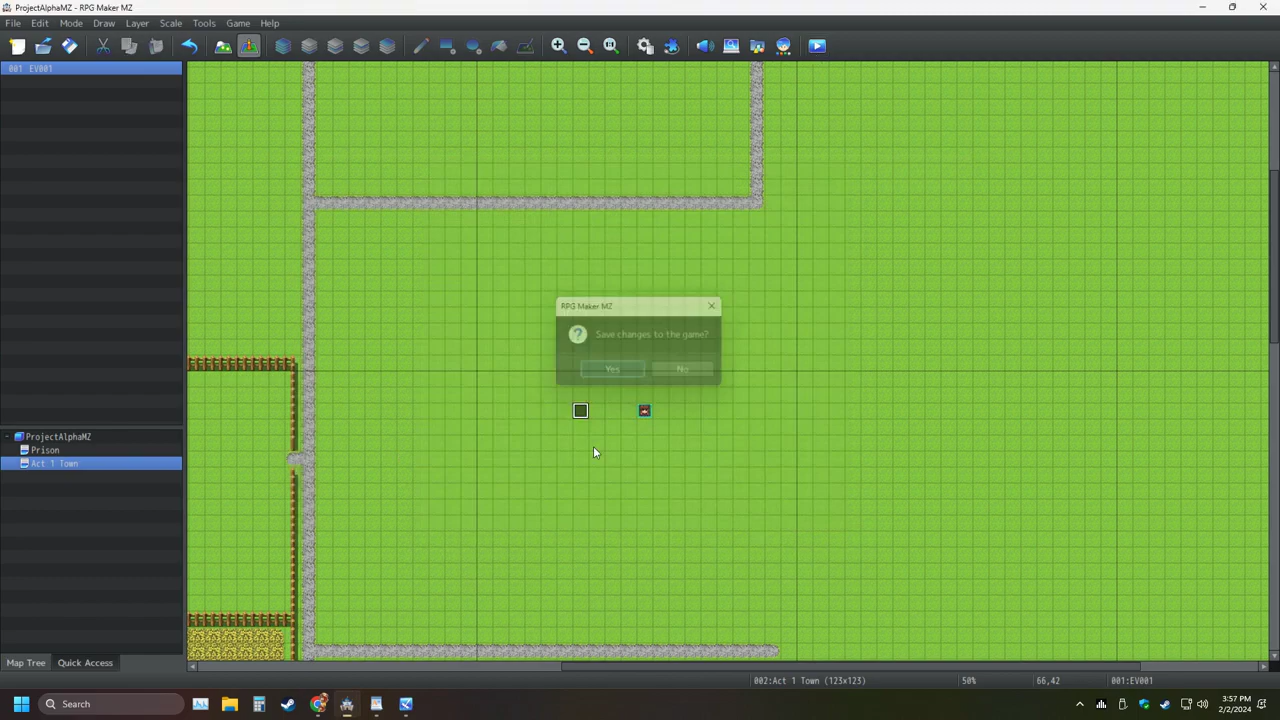 ProjectAlphaMZ - RPG Maker MZ
File Edit Mode Draw Layer Scale Tools Game Help
001 EV001
RPG Maker MZ
Save changes to the game?
Yes No
ProjectAlphaMZ
Prison
Act 1 Town
Map Tree Quick Access
002:Act 1 Town (123x123) 50% 66,42 001:EV001
Search
3:57 PM
2/2/2024